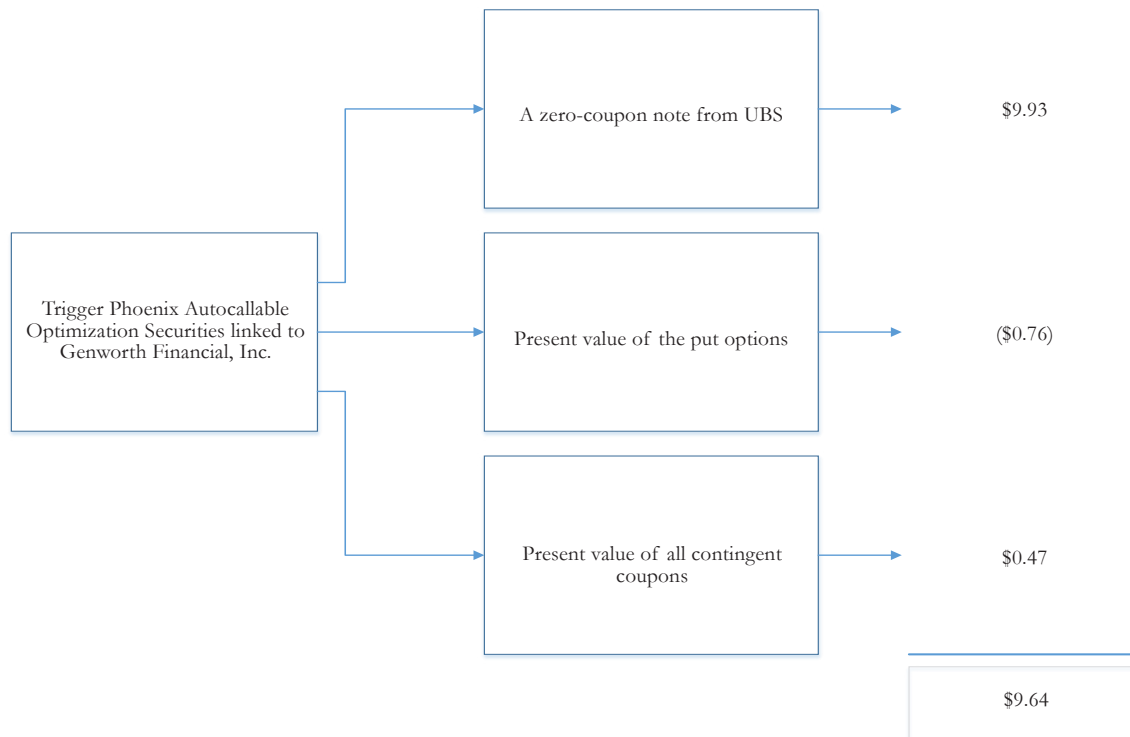 A zero-coupon note from UBS
$9.93
Trigger Phoenix Autocallable
Optimization Securities linked to
Genworth Financial, Inc.
Present value of the put options
($0.76)
Present value of all contingent
coupons
$0.47
$9.64